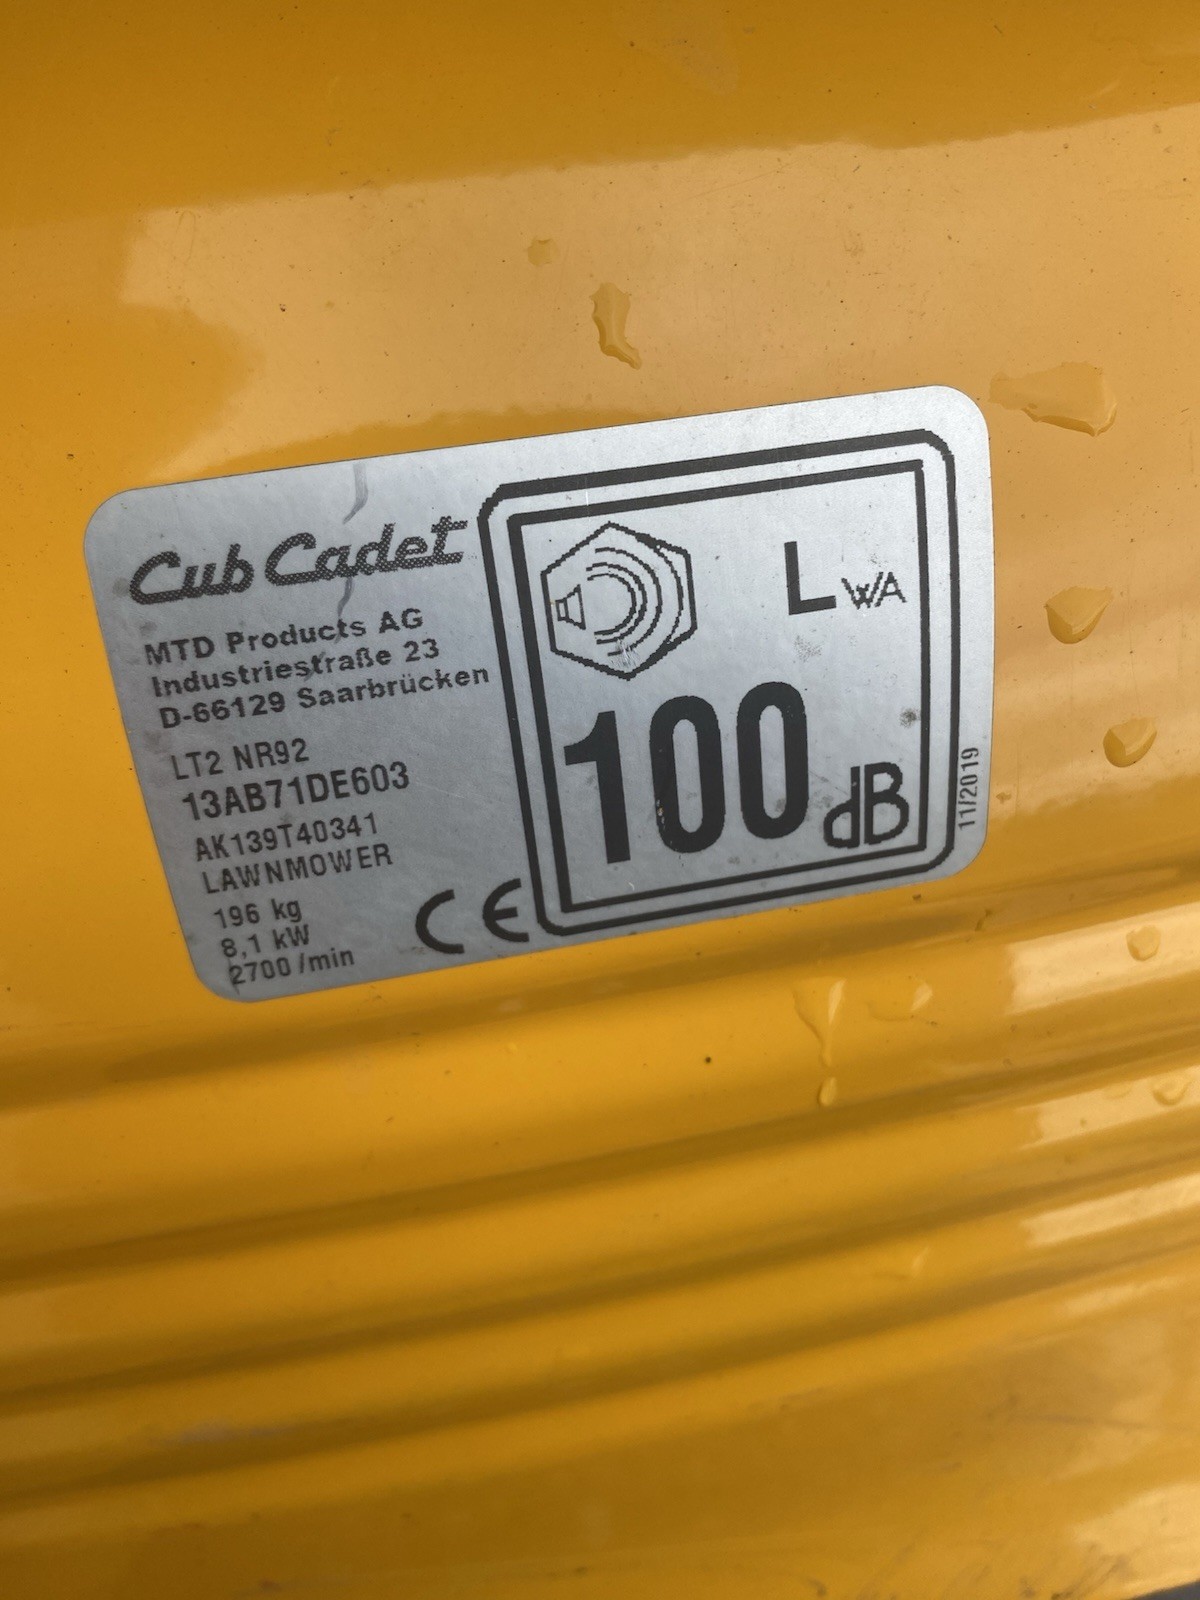 Cub Cadet
MTD Products AG
Industriestraße 23
D-66129 Saarbrücken
LT2 NR92
13AB71DE603
AK139T40341
LAWNMOWER
196 kg
8,1 kW
2700 /min
CE
LWA
100 dB
11/2019